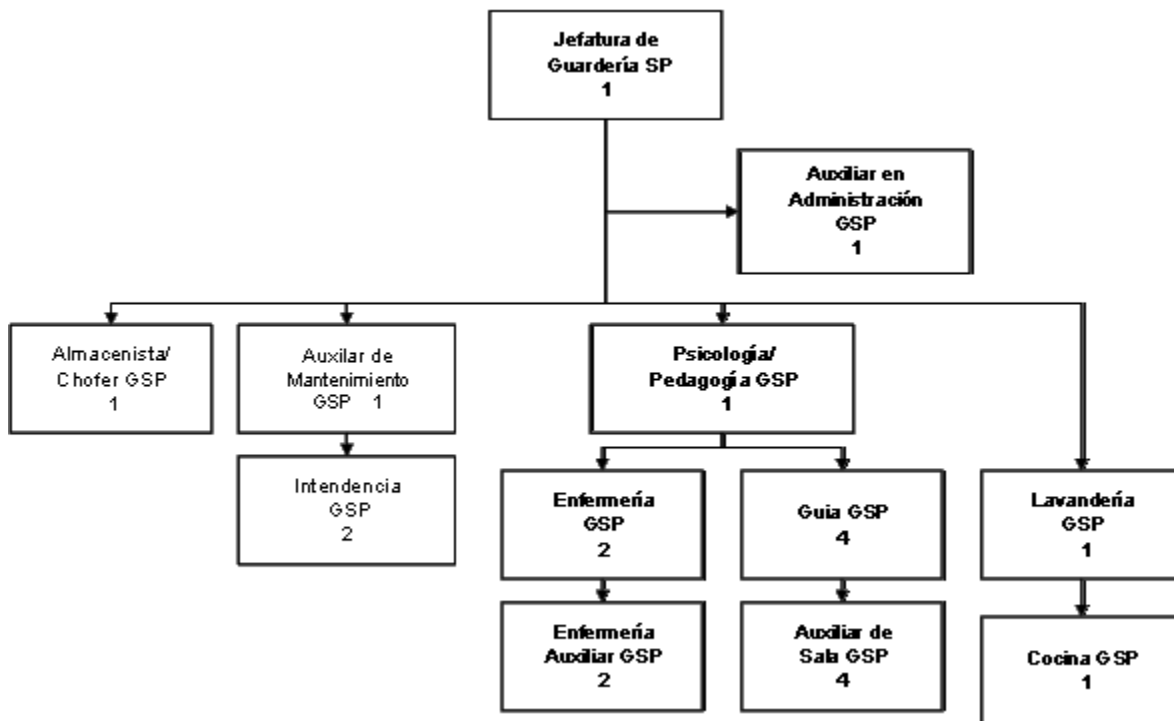 Jefatura de
Guardería SP
1
Auxiliar en
Administración
GSP
1
Almacenista/
Chofer GSP
1
Auxilar de
Mantenimiento
GSP 1
Psicología/
Pedagogía GSP
1
Intendencia
GSP
2
Enfermería
GSP
2
Guia GSP
4
Lavandería
GSP
1
Enfermería
Auxiliar GSP
2
Auxiliar de
Sala GSP
4
Cocina GSP
1